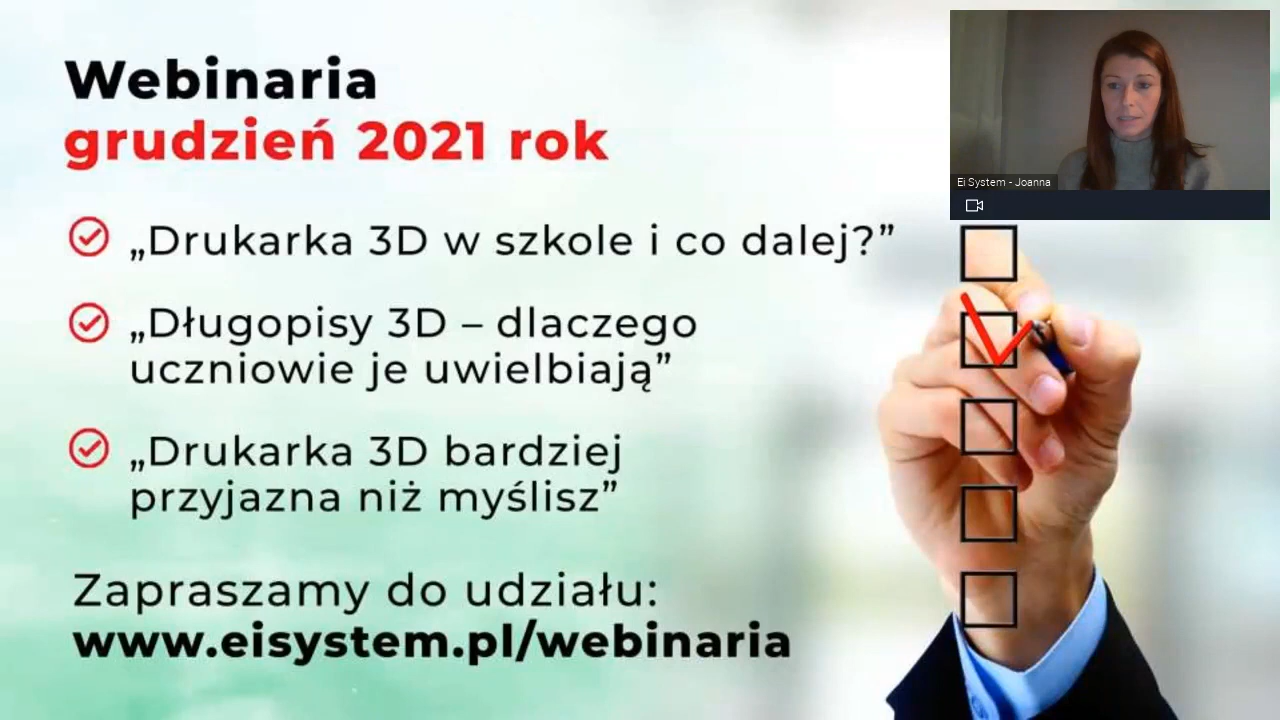 Webinaria
grudzień 2021 rok
„Drukarka 3D w szkole i co dalej?”
„Długopisy 3D – dlaczego
uczniowie je uwielbiają”
„Drukarka 3D bardziej
przyjazna niż myślisz”
Zapraszamy do udziału:
www.eisystem.pl/webinaria
Ei System - Joanna